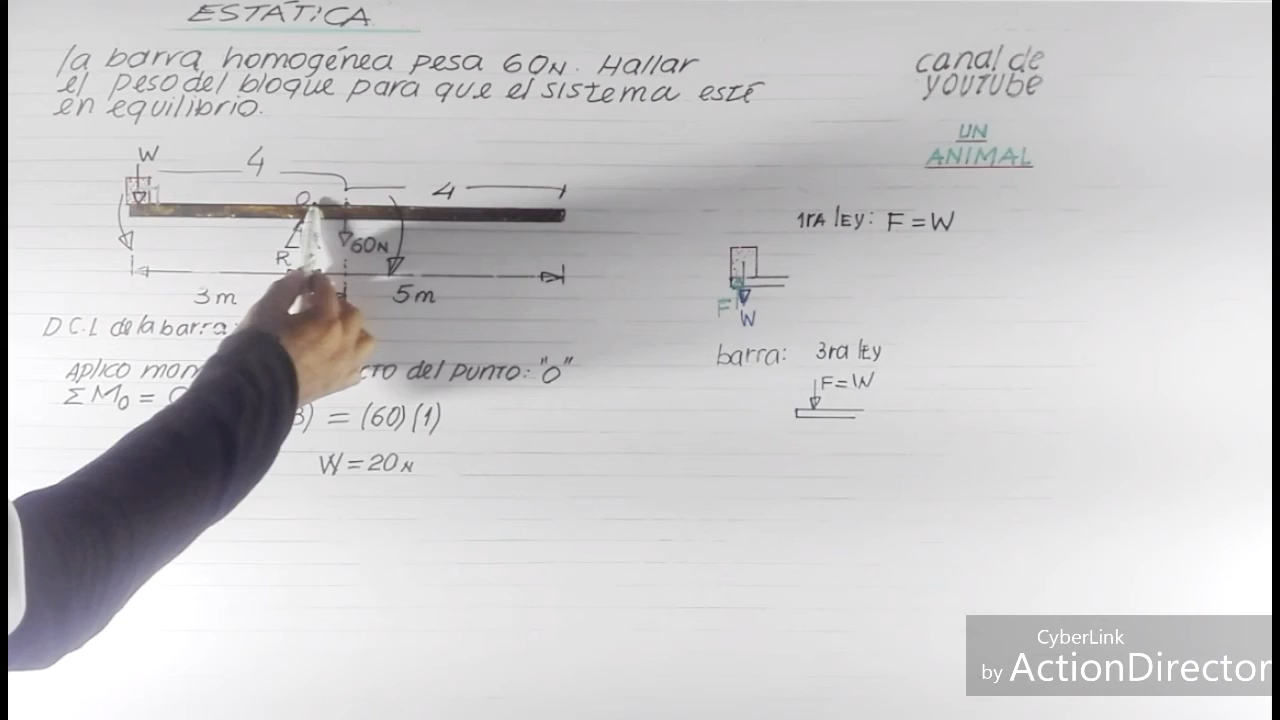 ESTÁTICA
la barra homogénea pesa 60N. Hallar
el peso del bloque para que el sistema esté
en equilibrio.
canal de
YOUTUBE
UN
ANIMAL
W
4
4
O
60N
R
3m
5m
D.C.L de la barra:
Aplico mom
CTO del punto: "O"
ΣM₀ =
3) = (60)(1)
W = 20N
1RA lEy: F = W
F
W
barra: 3ra lEy
F = W
CyberLink
by ActionDirector